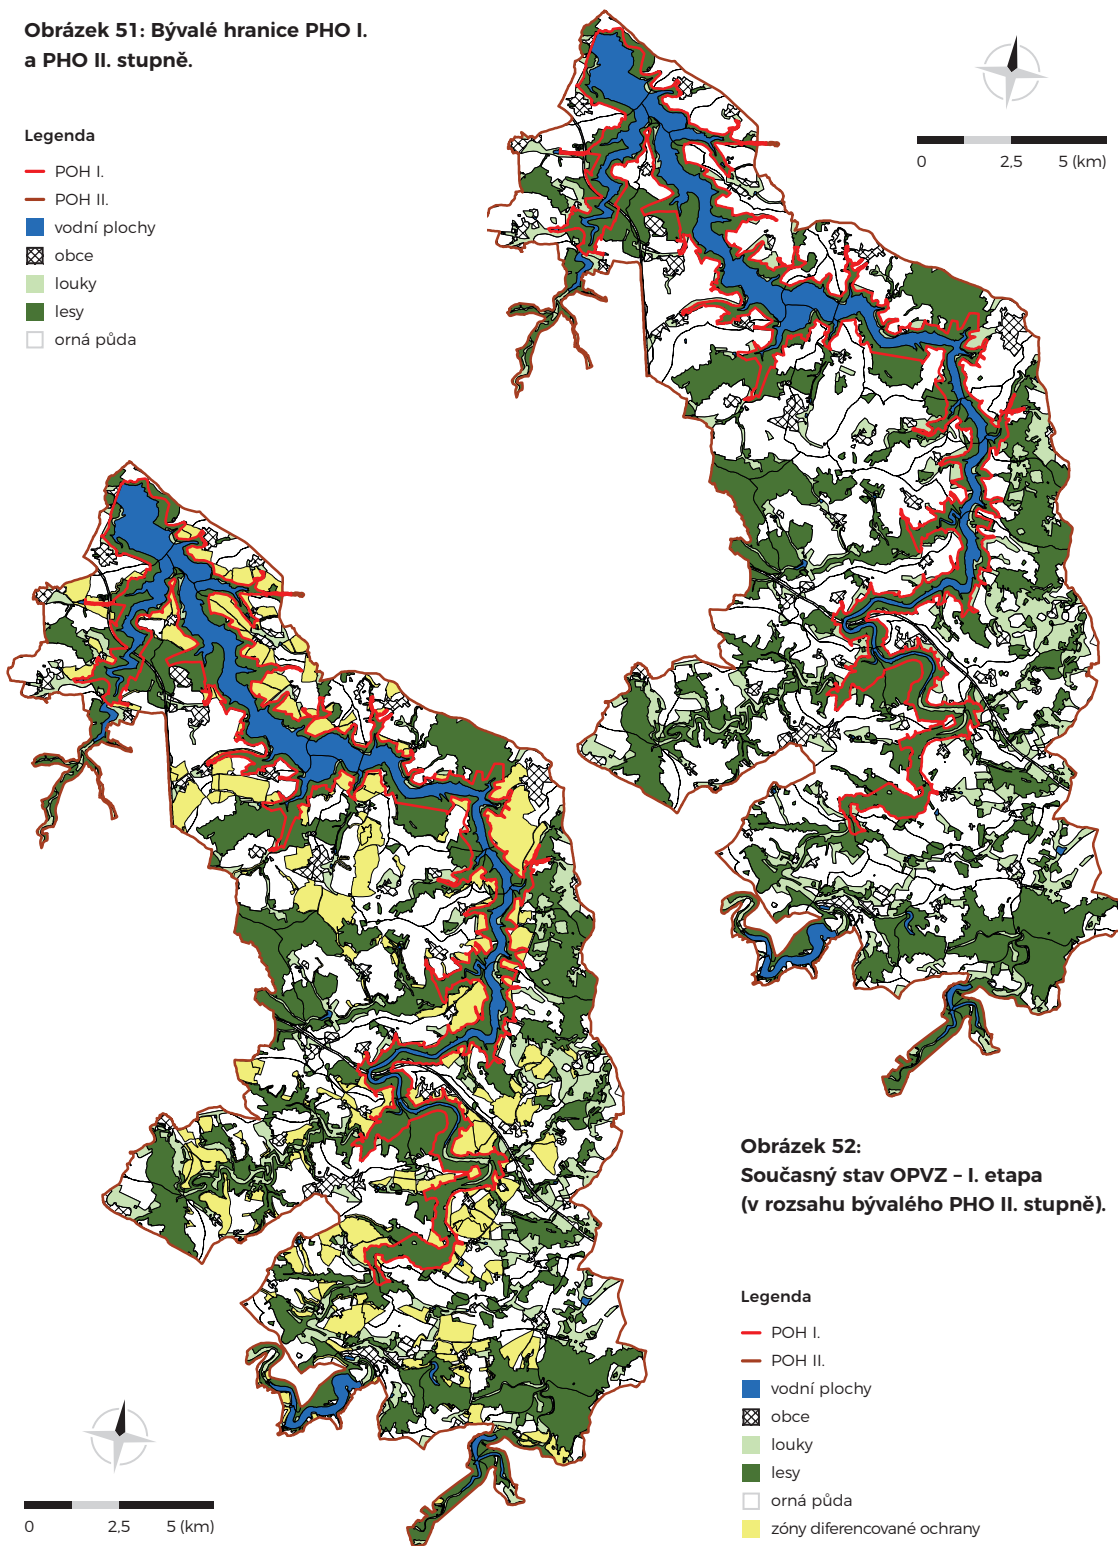 Obrázek 51: Bývalé hranice PHO I.
a PHO II. stupně.
Legenda
POH I.
POH II.
vodní plochy
obce
louky
lesy
orná půda
0 2,5 5 (km)
Obrázek 52:
Současný stav OPVZ – I. etapa
(v rozsahu bývalého PHO II. stupně).
Legenda
POH I.
POH II.
vodní plochy
obce
louky
lesy
orná půda
zóny diferencované ochrany
0 2,5 5 (km)